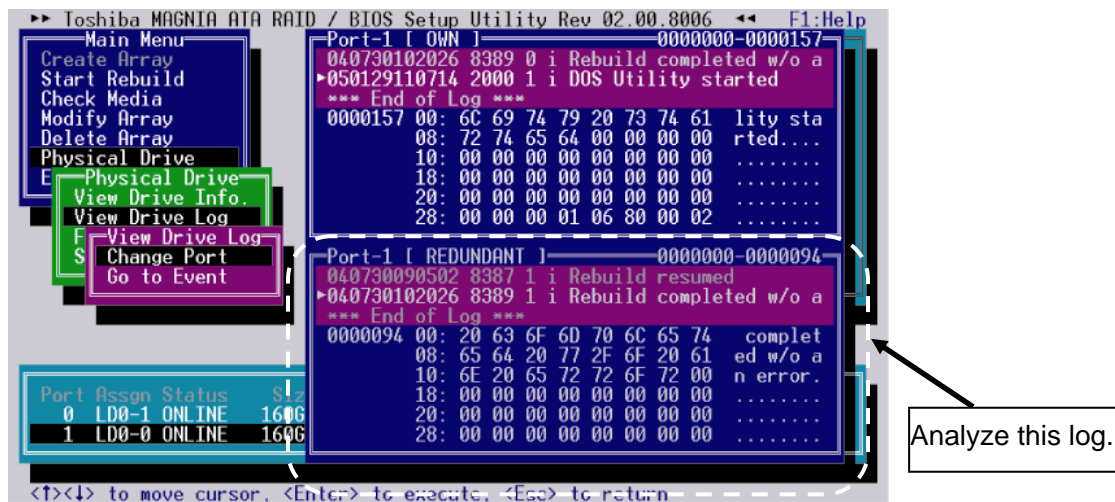 ►► Toshiba MAGNIA ATA RAID / BIOS Setup Utility Rev 02.00.8006 ◄◄ F1:Help
Main Menu
Create Array
Start Rebuild
Check Media
Modify Array
Delete Array
Physical Drive
E
Physical Drive
View Drive Info.
View Drive Log
F
S
View Drive Log
Change Port
Go to Event
Port-1 [ OWN ] 0000000-0000157
040730102026 8389 0 i Rebuild completed w/o a
►050129110714 2000 1 i DOS Utility started
*** End of Log ***
0000157 00: 6C 69 74 79 20 73 74 61 lity sta
08: 72 74 65 64 00 00 00 00 rted....
10: 00 00 00 00 00 00 00 00 ........
18: 00 00 00 00 00 00 00 00 ........
20: 00 00 00 00 00 00 00 00 ........
28: 00 00 00 01 06 80 00 02 ........
Port-1 [ REDUNDANT ] 0000000-0000094
040730090502 8387 1 i Rebuild resumed
►040730102026 8389 1 i Rebuild completed w/o a
*** End of Log ***
0000094 00: 20 63 6F 6D 70 6C 65 74 complet
08: 65 64 20 77 2F 6F 20 61 ed w/o a
10: 6E 20 65 72 72 6F 72 00 n error.
18: 00 00 00 00 00 00 00 00 ........
20: 00 00 00 00 00 00 00 00 ........
28: 00 00 00 00 00 00 00 00 ........
Port Assgn Status Siz
0 LD0-1 ONLINE 160G
1 LD0-0 ONLINE 160G
Analyze this log.
<↑><↓> to move cursor, <Enter> to execute, <Esc> to return